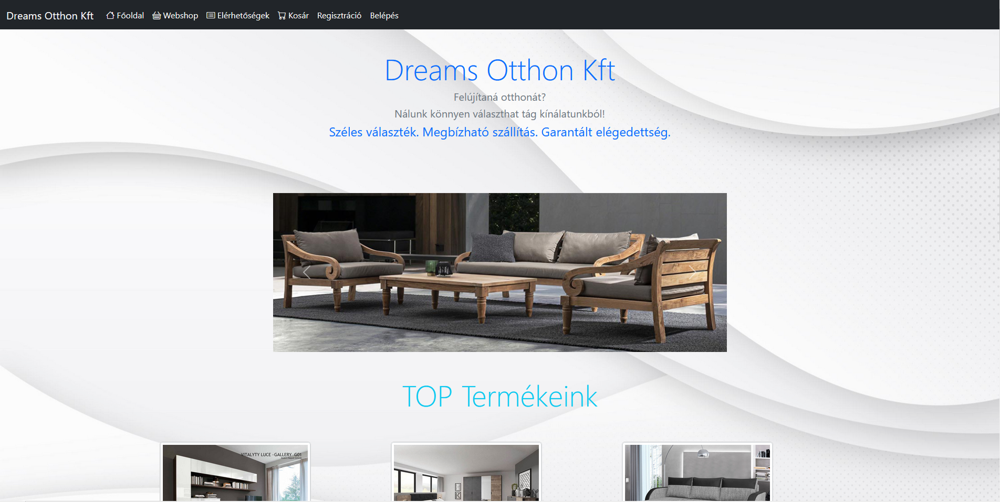 Dreams Otthon Kft Főoldal Webshop Elérhetőségek Kosár Regisztráció Belépés
Dreams Otthon Kft
Felújítaná otthonát?
Nálunk könnyen választhat tág kínálatunkból!
Széles választék. Megbízható szállítás. Garantált elégedettség.
TOP Termékeink
VITALYTY LUCE - GALLERY G01